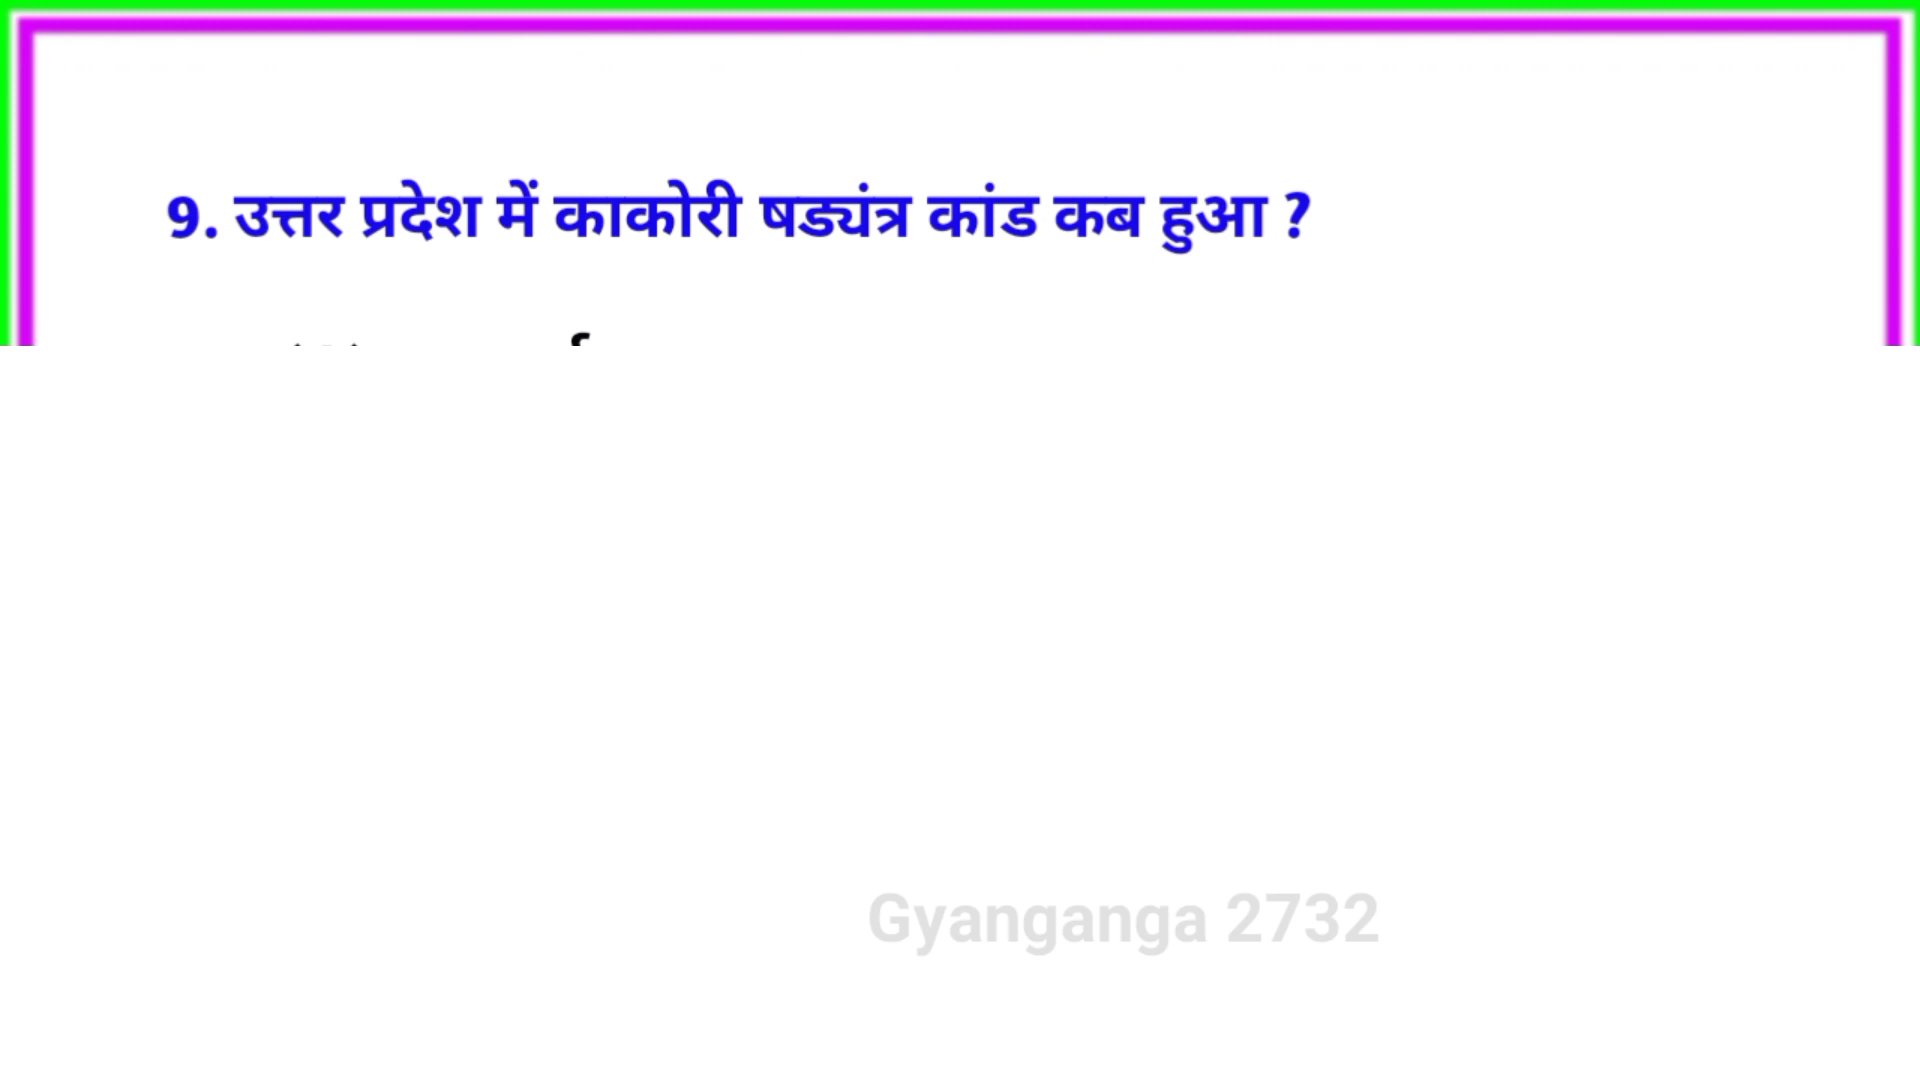 9. उत्तर प्रदेश में काकोरी षड्यंत्र कांड कब हुआ ?
Gyanganga 2732